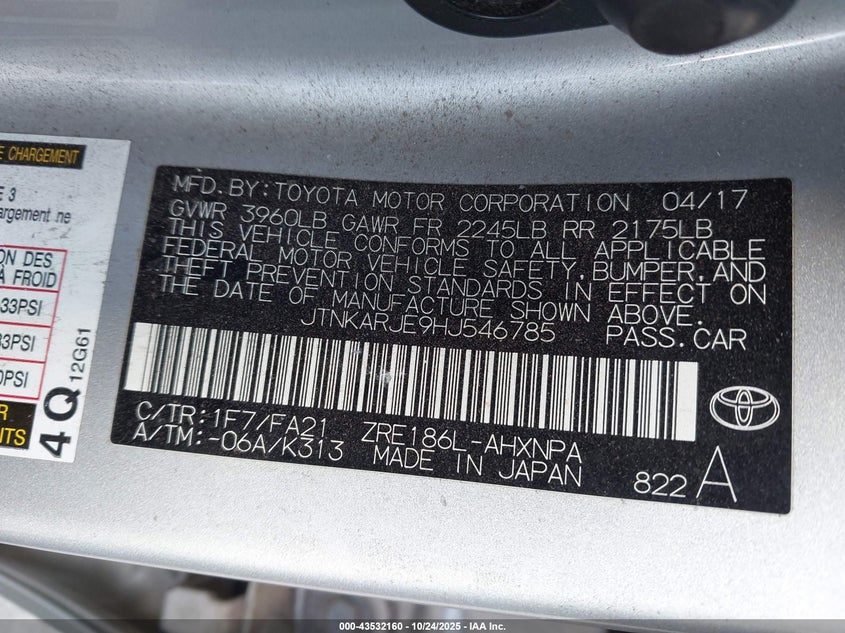 E CHARGEMENT
E 3
hargement ne
ION DES
À FROID
33PSI
33PSI
0PSI
R
ITS
4Q
12G61
MFD. BY: TOYOTA MOTOR CORPORATION 04/17
GVWR 3960LB GAWR FR 2245LB RR 2175LB
THIS VEHICLE CONFORMS TO ALL APPLICABLE
FEDERAL MOTOR VEHICLE SAFETY, BUMPER, AND
THEFT PREVENTION STANDARDS IN EFFECT ON
THE DATE OF MANUFACTURE SHOWN ABOVE.
JTNKARJE9HJ546785 PASS. CAR
C/TR: 1F7/FA21 ZRE186L-AHXNPA
A/TM: -06A/K313 MADE IN JAPAN
822 A
000-43532160 - 10/24/2025 - IAA Inc.